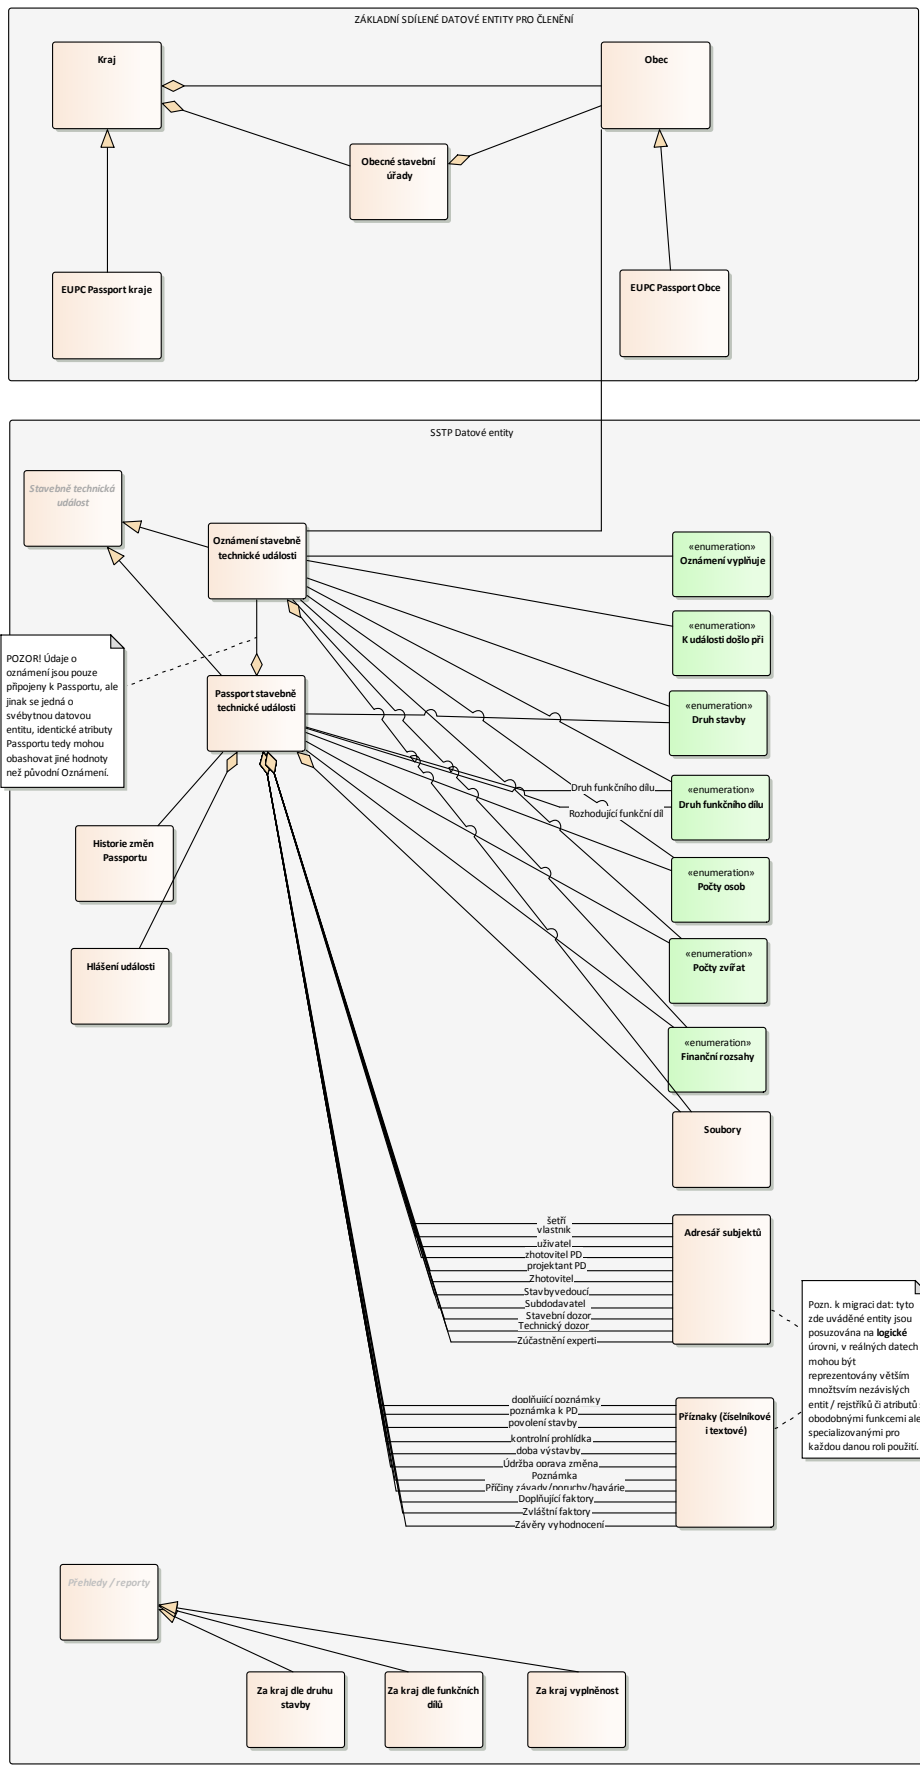 ZÁKLADNÍ SDÍLENÉ DATOVÉ ENTITY PRO ČLENĚNÍ
Kraj
Obec
Obecné stavební
úřady
EUPC Passport kraje
EUPC Passport Obce
SSTP Datové entity
Stavebně technická
událost
Oznámení stavebně
technické události
«enumeration»
Oznámení vyplňuje
«enumeration»
K události došlo při
POZOR! Údaje o
oznámení jsou pouze
připojeny k Passportu, ale
jinak se jedná o
svébytnou datovou
entitu, identické atributy
Passportu tedy mohou
obashovat jiné hodnoty
než původní Oznámení.
Passport stavebně
technické události
«enumeration»
Druh stavby
«enumeration»
Druh funkčního dílu
Druh funkčního dílu
Rozhodující funkční díl
Historie změn
Passportu
«enumeration»
Počty osob
Hlášení události
«enumeration»
Počty zvířat
«enumeration»
Finanční rozsahy
Soubory
šetří
vlastník
uživatel
zhotovitel PD
projektant PD
Zhotovitel
Stavbyvedoucí
Subdodavatel
Stavební dozor
Technický dozor
Zúčastnění experti
Adresář subjektů
Pozn. k migraci dat: tyto
zde uváděné entity jsou
posuzována na logické
úrovni, v reálných datech
mohou být
reprezentovány větším
množtsvím nezávislých
entit / rejstříků či atributů s
obodobnými funkcemi ale
specializovanými pro
každou danou roli použití.
doplňující poznámky
poznámka k PD
povolení stavby
kontrolní prohlídka
doba výstavby
Údržba oprava změna
Poznámka
Příčiny závady/poruchy/havárie
Doplňující faktory
Zvláštní faktory
Závěry vyhodnocení
Příznaky (číselníkové
i textové)
Přehledy / reporty
Za kraj dle druhu
stavby
Za kraj dle funkčních
dílů
Za kraj vyplněnost